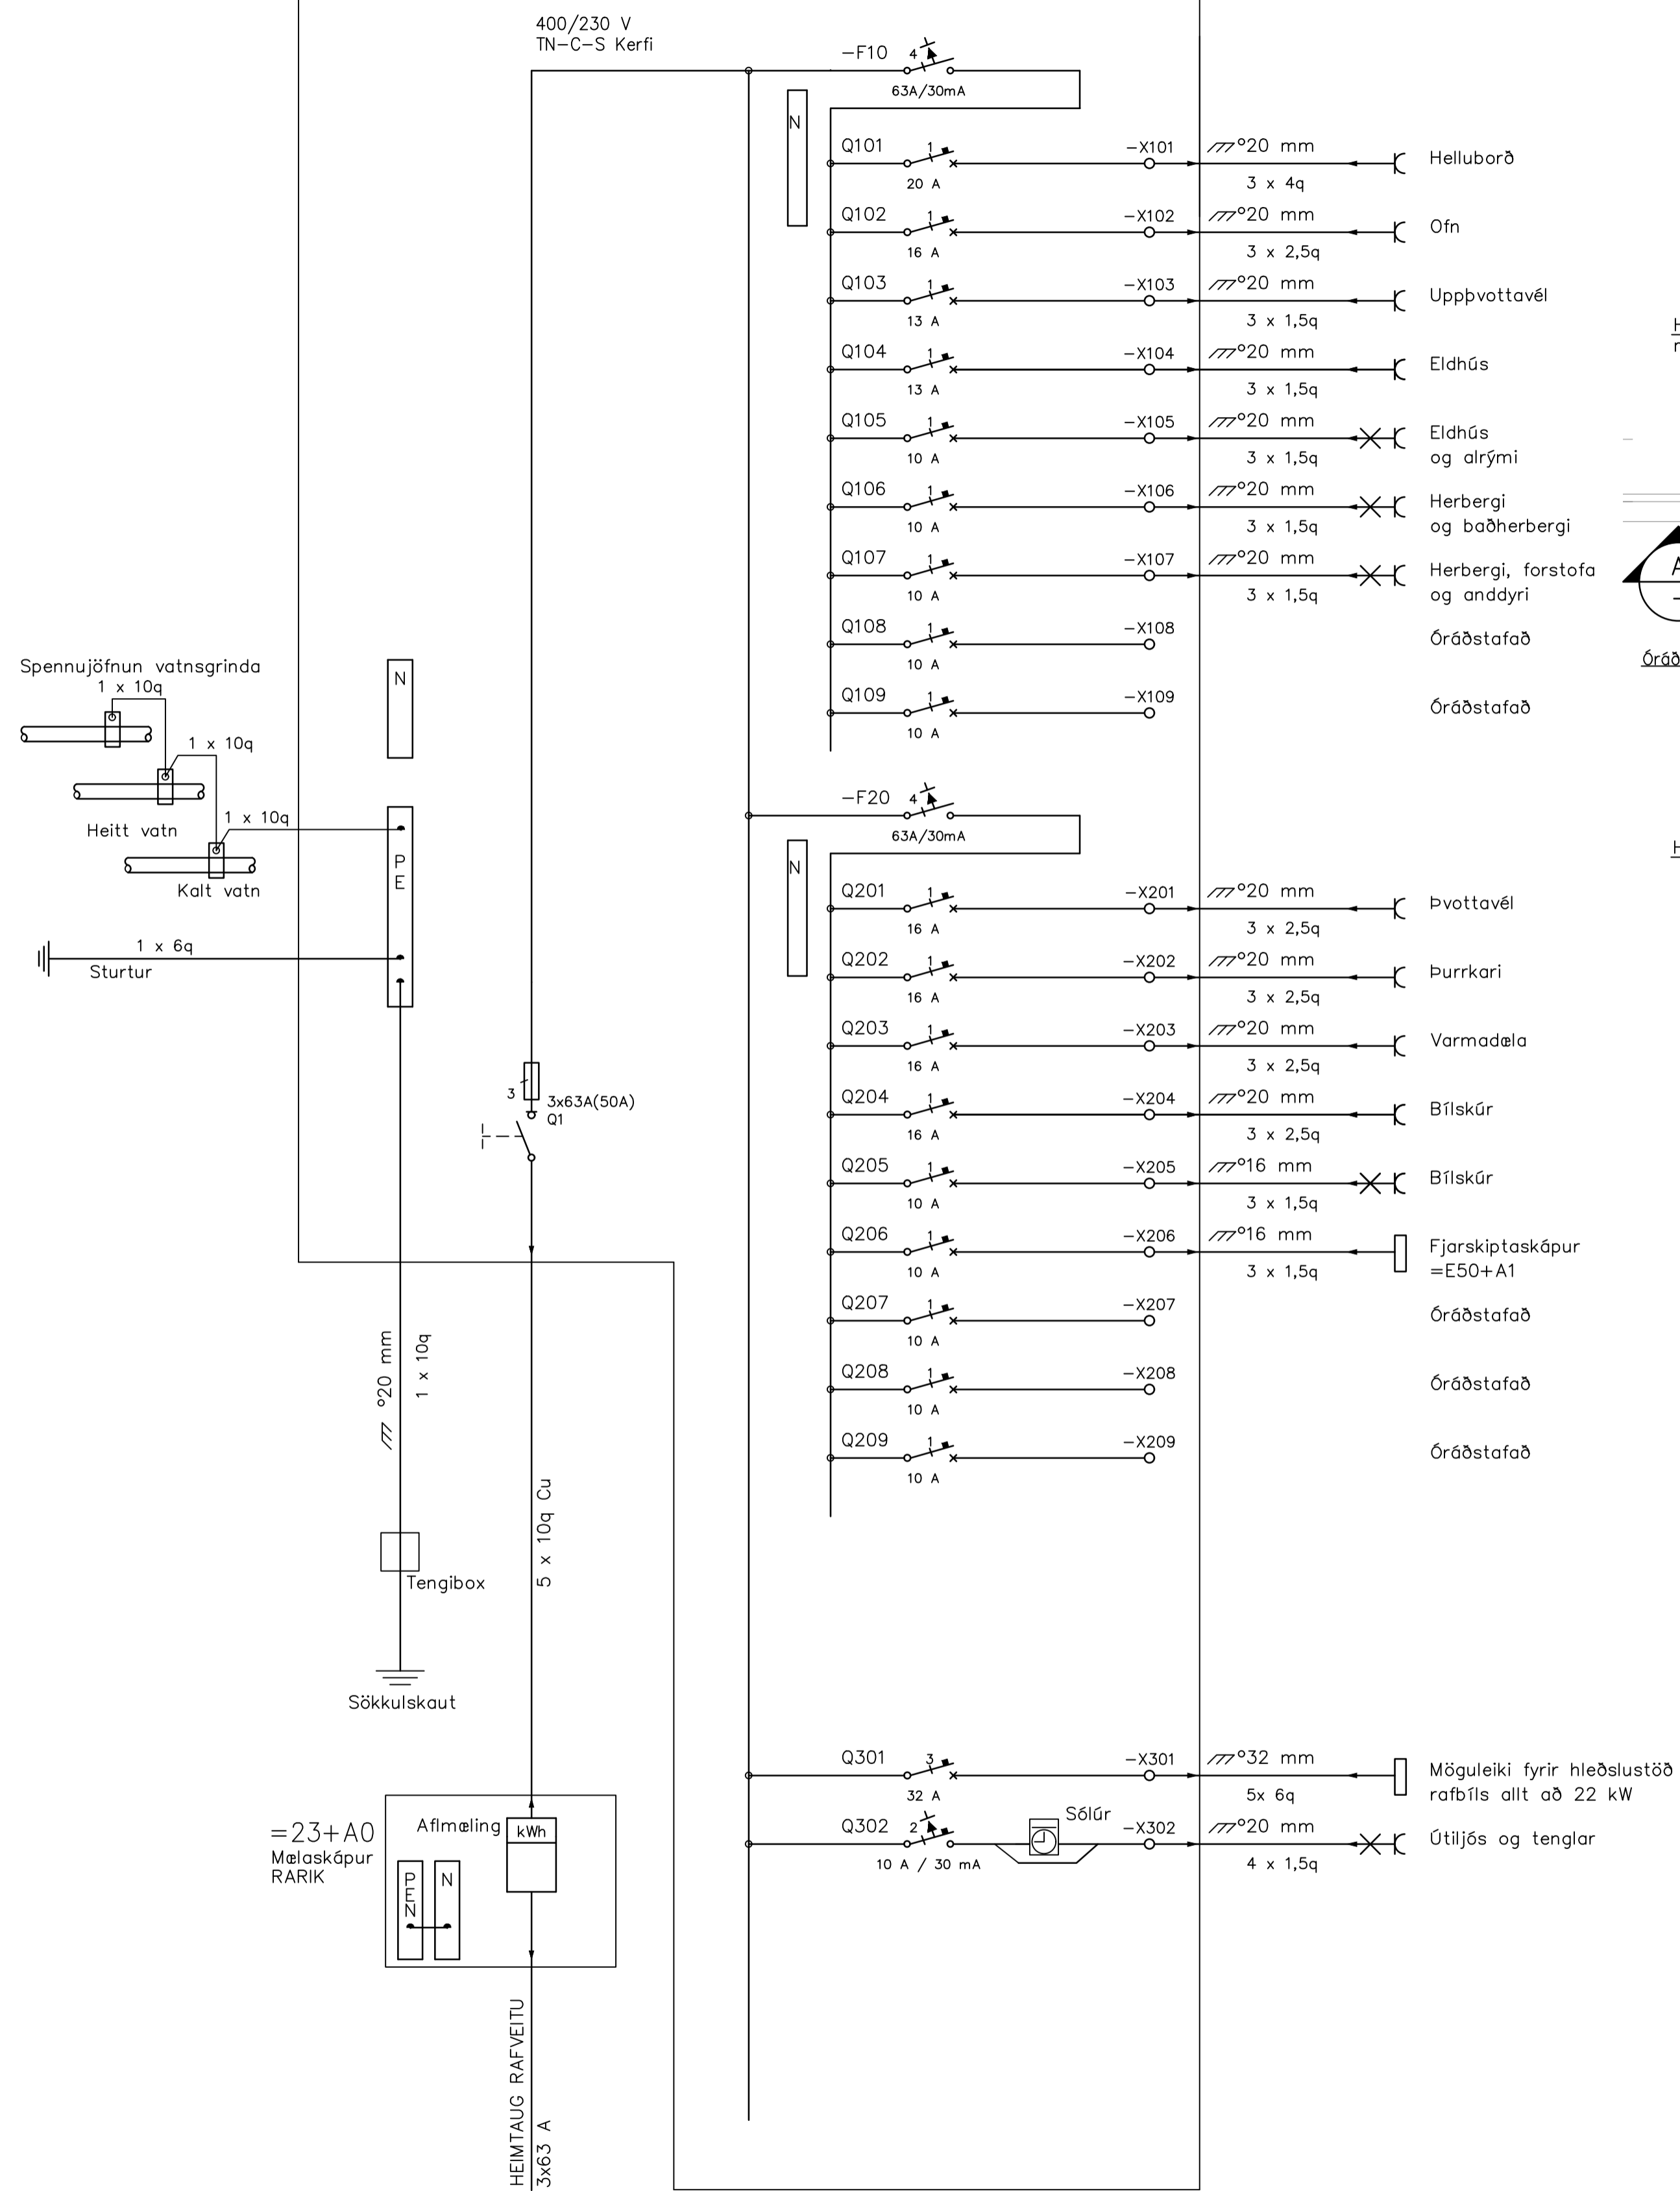 400/230 V
TN-C-S Kerfi
-F10
4
63A/30mA
N
Q101
1
20 A
-X101
°20 mm
3 x 4q
Helluborð
Q102
1
16 A
-X102
°20 mm
3 x 2,5q
Ofn
Q103
1
13 A
-X103
°20 mm
3 x 1,5q
Uppþvottavél
Q104
1
13 A
-X104
°20 mm
3 x 1,5q
Eldhús
Q105
1
10 A
-X105
°20 mm
3 x 1,5q
Eldhús
og alrými
Q106
1
10 A
-X106
°20 mm
3 x 1,5q
Herbergi
og baðherbergi
Q107
1
10 A
-X107
°20 mm
3 x 1,5q
Herbergi, forstofa
og anddyri
Q108
1
10 A
-X108
Óráðstafað
Q109
1
10 A
-X109
Óráðstafað
Spennujöfnun vatnsgrinda
1 x 10q
1 x 10q
Heitt vatn
1 x 10q
Kalt vatn
N
P
E
1 x 6q
Sturtur
-F20
4
63A/30mA
N
Q201
1
16 A
-X201
°20 mm
3 x 2,5q
Þvottavél
Q202
1
16 A
-X202
°20 mm
3 x 2,5q
Þurrkari
Q203
1
16 A
-X203
°20 mm
3 x 2,5q
Varmadæla
Q204
1
16 A
-X204
°20 mm
3 x 2,5q
Bílskúr
Q205
1
10 A
-X205
°16 mm
3 x 1,5q
Bílskúr
Q206
1
10 A
-X206
°16 mm
3 x 1,5q
Fjarskiptaskápur
=E50+A1
Q207
1
10 A
-X207
Óráðstafað
Q208
1
10 A
-X208
Óráðstafað
Q209
1
10 A
-X209
Óráðstafað
3
3x63A(50A)
Q1
°20 mm
1 x 10q
5 x 10q Cu
Tengibox
Sökkulskaut
Q301
3
32 A
-X301
°32 mm
5x 6q
Möguleiki fyrir hleðslustöð
rafbíls allt að 22 kW
Q302
2
10 A / 30 mA
Sólúr
-X302
°20 mm
4 x 1,5q
Útiljós og tenglar
=23+A0
Mælaskápur
RARIK
Aflmæling
kWh
P
E
N
N
HEIMTAUG RAFVEITU
3x63 A
H
A
Óráð
H